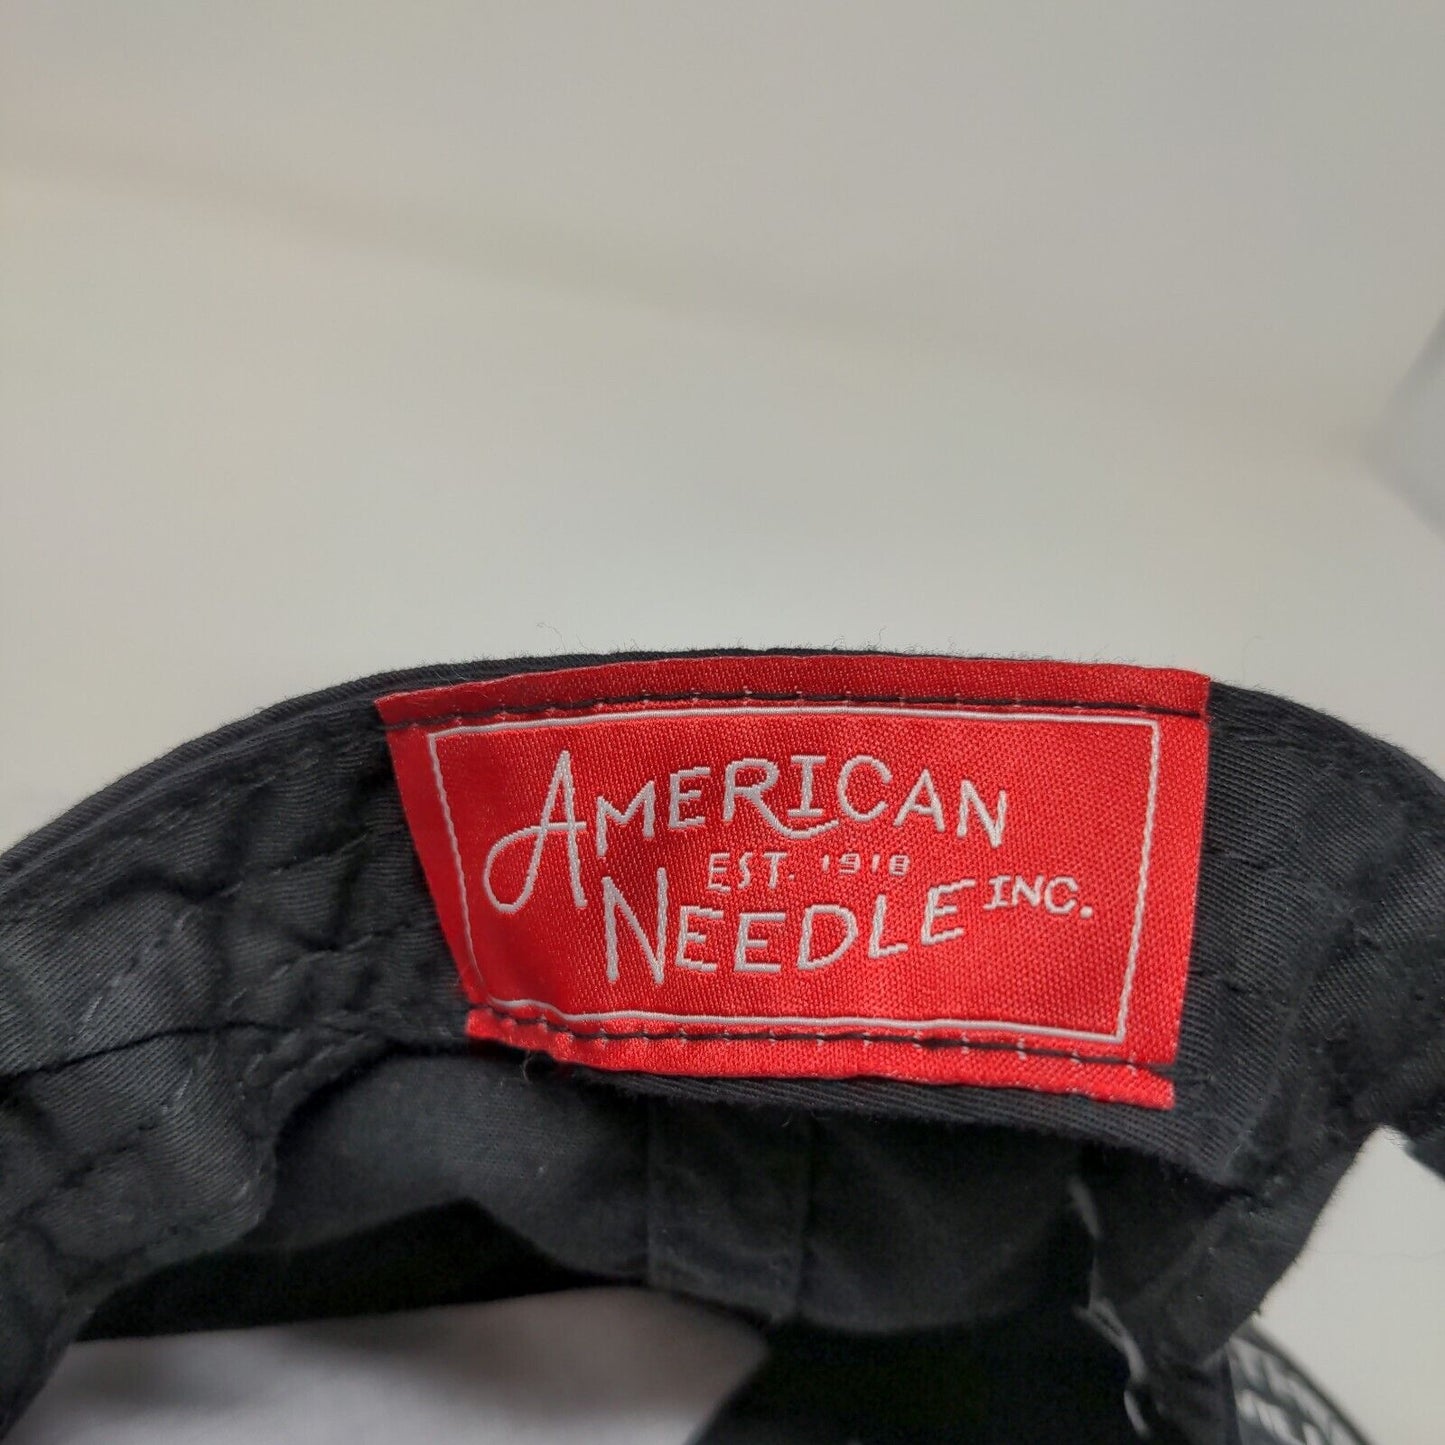 AMERICAN
EST. 1918
NEEDLE INC.